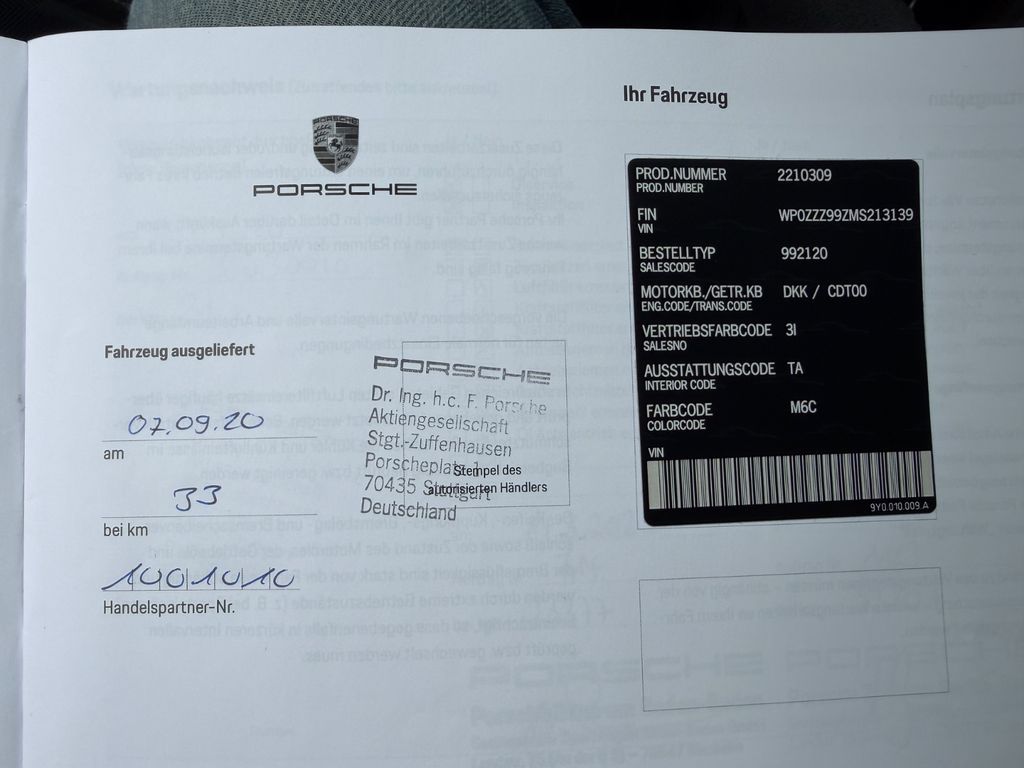 PORSCHE
PORSCHE
Fahrzeug ausgeliefert
07.09.20
am
33
bei km
1001010
Handelspartner-Nr.
PORSCHE
Dr. Ing. h.c. F. Porsche
Aktiengesellschaft
Stgt.-Zuffenhausen
Porscheplatz 1
70435 Stuttgart
Deutschland
Stempel des
autorisierten Händlers
Ihr Fahrzeug
PROD.NUMMER 2210309
PROD.NUMBER
FIN WP0ZZZ99ZMS213139
VIN
BESTELLTYP 992120
SALESCODE
MOTORKB./GETR.KB DKK / CDT00
ENG.CODE/TRANS.CODE
VERTRIEBSFARBCODE 3I
SALESNO
AUSSTATTUNGSCODE TA
INTERIOR CODE
FARBCODE M6C
COLORCODE
VIN
9Y0.010.009.A